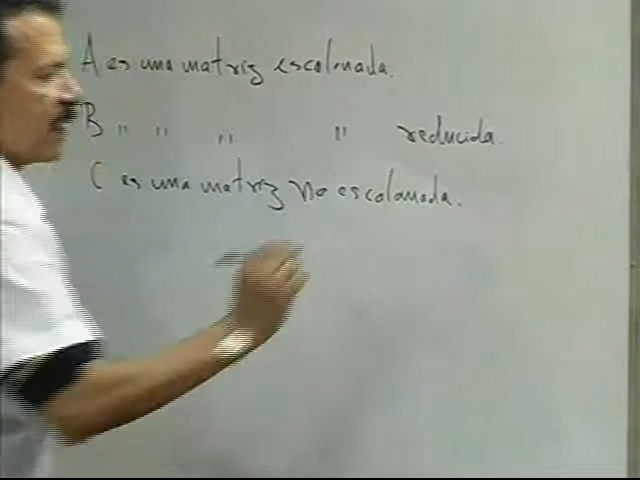 A es una matriz escalonada.
B " " " " reducida.
C es una matriz no escalonada.